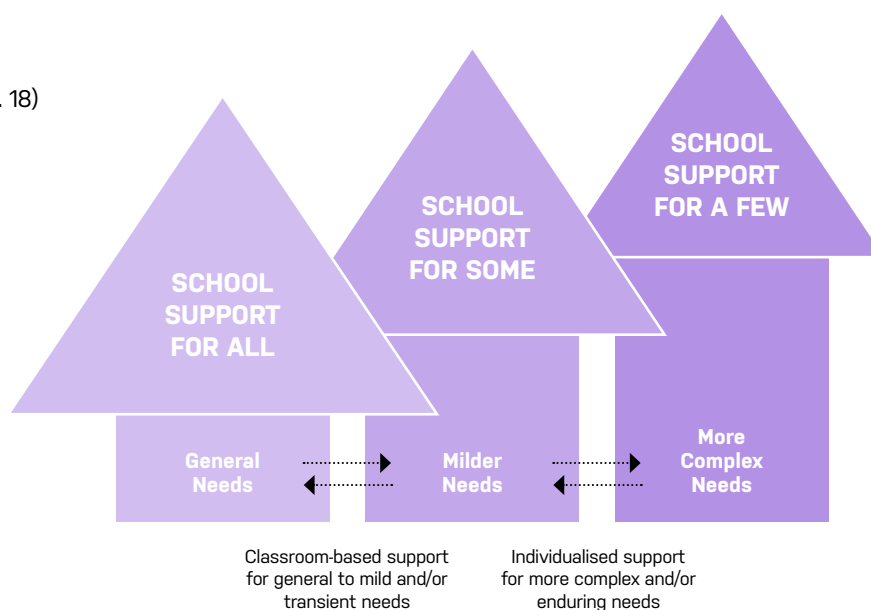 . 18)
SCHOOL
SUPPORT
FOR ALL
SCHOOL
SUPPORT
FOR SOME
SCHOOL
SUPPORT
FOR A FEW
General
Needs
Milder
Needs
More
Complex
Needs
Classroom-based support
for general to mild and/or
transient needs
Individualised support
for more complex and/or
enduring needs